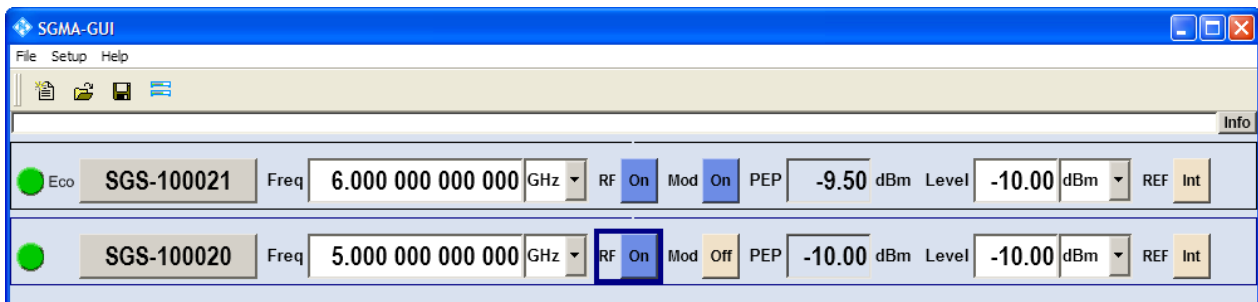 SGMA-GUI
File Setup Help
Info
Eco SGS-100021 Freq 6.000 000 000 000 GHz RF On Mod On PEP -9.50 dBm Level -10.00 dBm REF Int
SGS-100020 Freq 5.000 000 000 000 GHz RF On Mod Off PEP -10.00 dBm Level -10.00 dBm REF Int